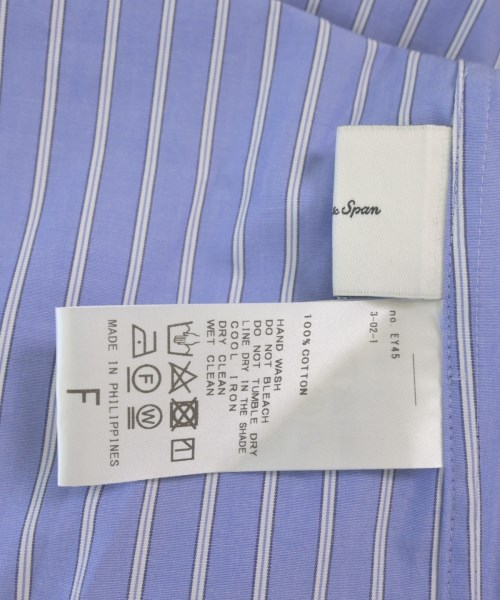 Span
no. EY45
3-02-1
100% COTTON
HAND WASH
DO NOT BLEACH
DO NOT TUMBLE DRY
LINE DRY IN THE SHADE
COOL IRON
DRY CLEAN
WET CLEAN
F
W
MADE IN PHILIPPINES
F